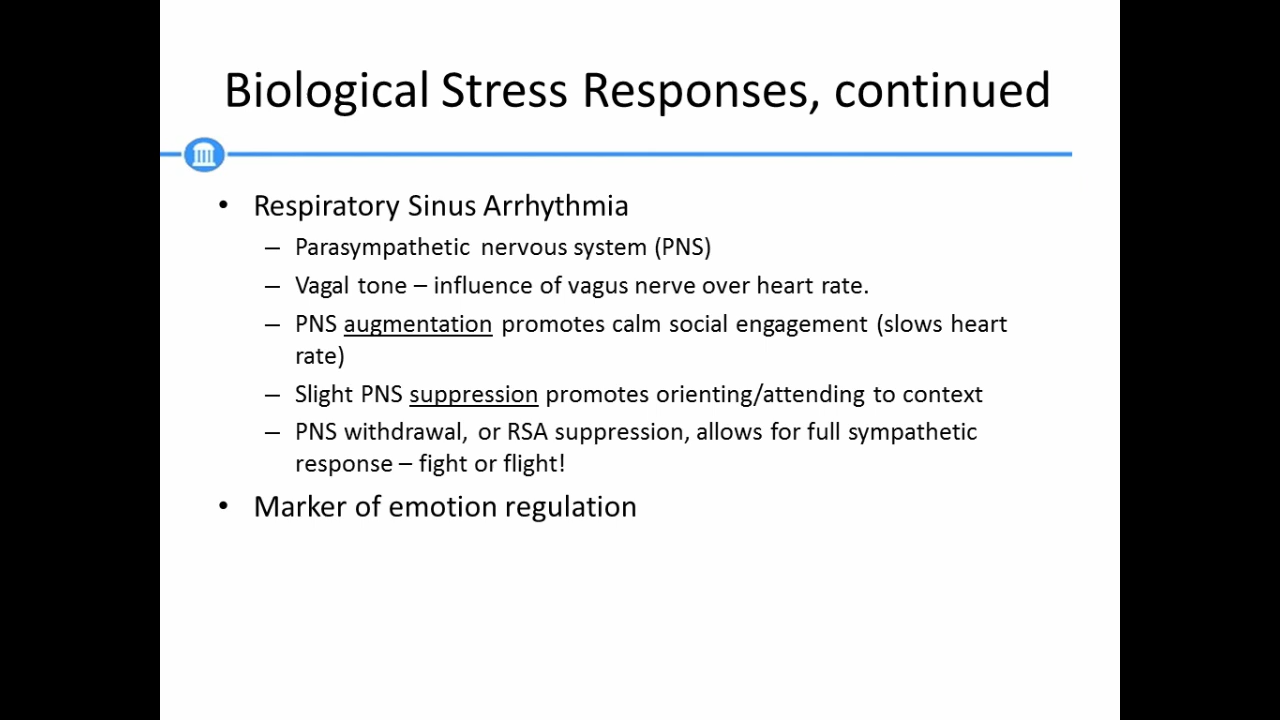 Biological Stress Responses, continued
• Respiratory Sinus Arrhythmia
– Parasympathetic nervous system (PNS)
– Vagal tone – influence of vagus nerve over heart rate.
– PNS augmentation promotes calm social engagement (slows heart
rate)
– Slight PNS suppression promotes orienting/attending to context
– PNS withdrawal, or RSA suppression, allows for full sympathetic
response – fight or flight!
• Marker of emotion regulation